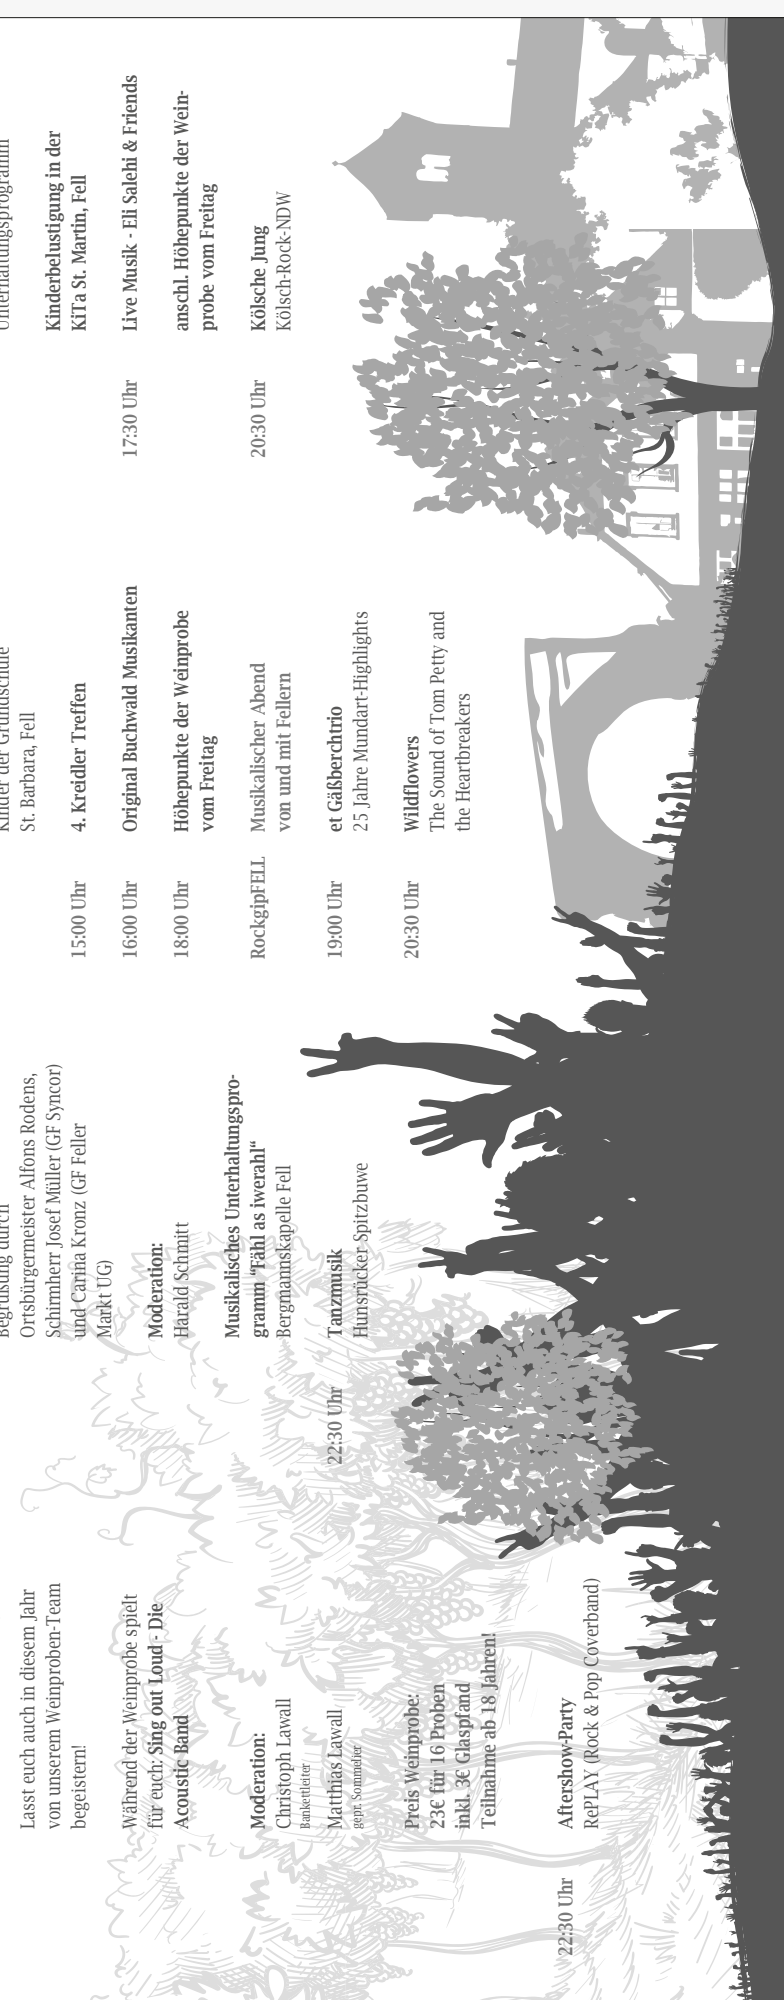 Lasst euch auch in diesem Jahr
von unserem Weinproben-Team
begeistern!
Während der Weinprobe spielt
für euch: Sing out Loud - Die
Acoustic Band
Moderation:
Christoph Lawall
Bankettleiter
Matthias Lawall
gepr. Sommelier
Preis Weinprobe:
23€ für 16 Proben
inkl. 3€ Glaspfand
Teilnahme ab 18 Jahren!
22:30 Uhr Aftershow-Party
RePLAY (Rock & Pop Coverband)
Begrüßung durch
Ortsbürgermeister Alfons Rodens,
Schirmherr Josef Müller (GF Syncor)
und Carina Kronz (GF Feller
Markt UG)
Moderation:
Harald Schmitt
Musikalisches Unterhaltungspro-
gramm "Fähl as iwerahl"
Bergmannskapelle Fell
22:30 Uhr Tanzmusik
Hunsrücker Spitzbuwe
Kinder der Grundschule
St. Barbara, Fell
15:00 Uhr 4. Kreidler Treffen
16:00 Uhr Original Buchwald Musikanten
18:00 Uhr Höhepunkte der Weinprobe
vom Freitag
RockgipFELL Musikalischer Abend
von und mit Fellern
19:00 Uhr et Gäßberchtrio
25 Jahre Mundart-Highlights
20:30 Uhr Wildflowers
The Sound of Tom Petty and
the Heartbreakers
Unterhaltungsprogramm
Kinderbelustigung in der
KiTa St. Martin, Fell
17:30 Uhr Live Musik - Eli Salehi & Friends
anschl. Höhepunkte der Wein-
probe vom Freitag
20:30 Uhr Kölsche Jung
Kölsch-Rock-NDW